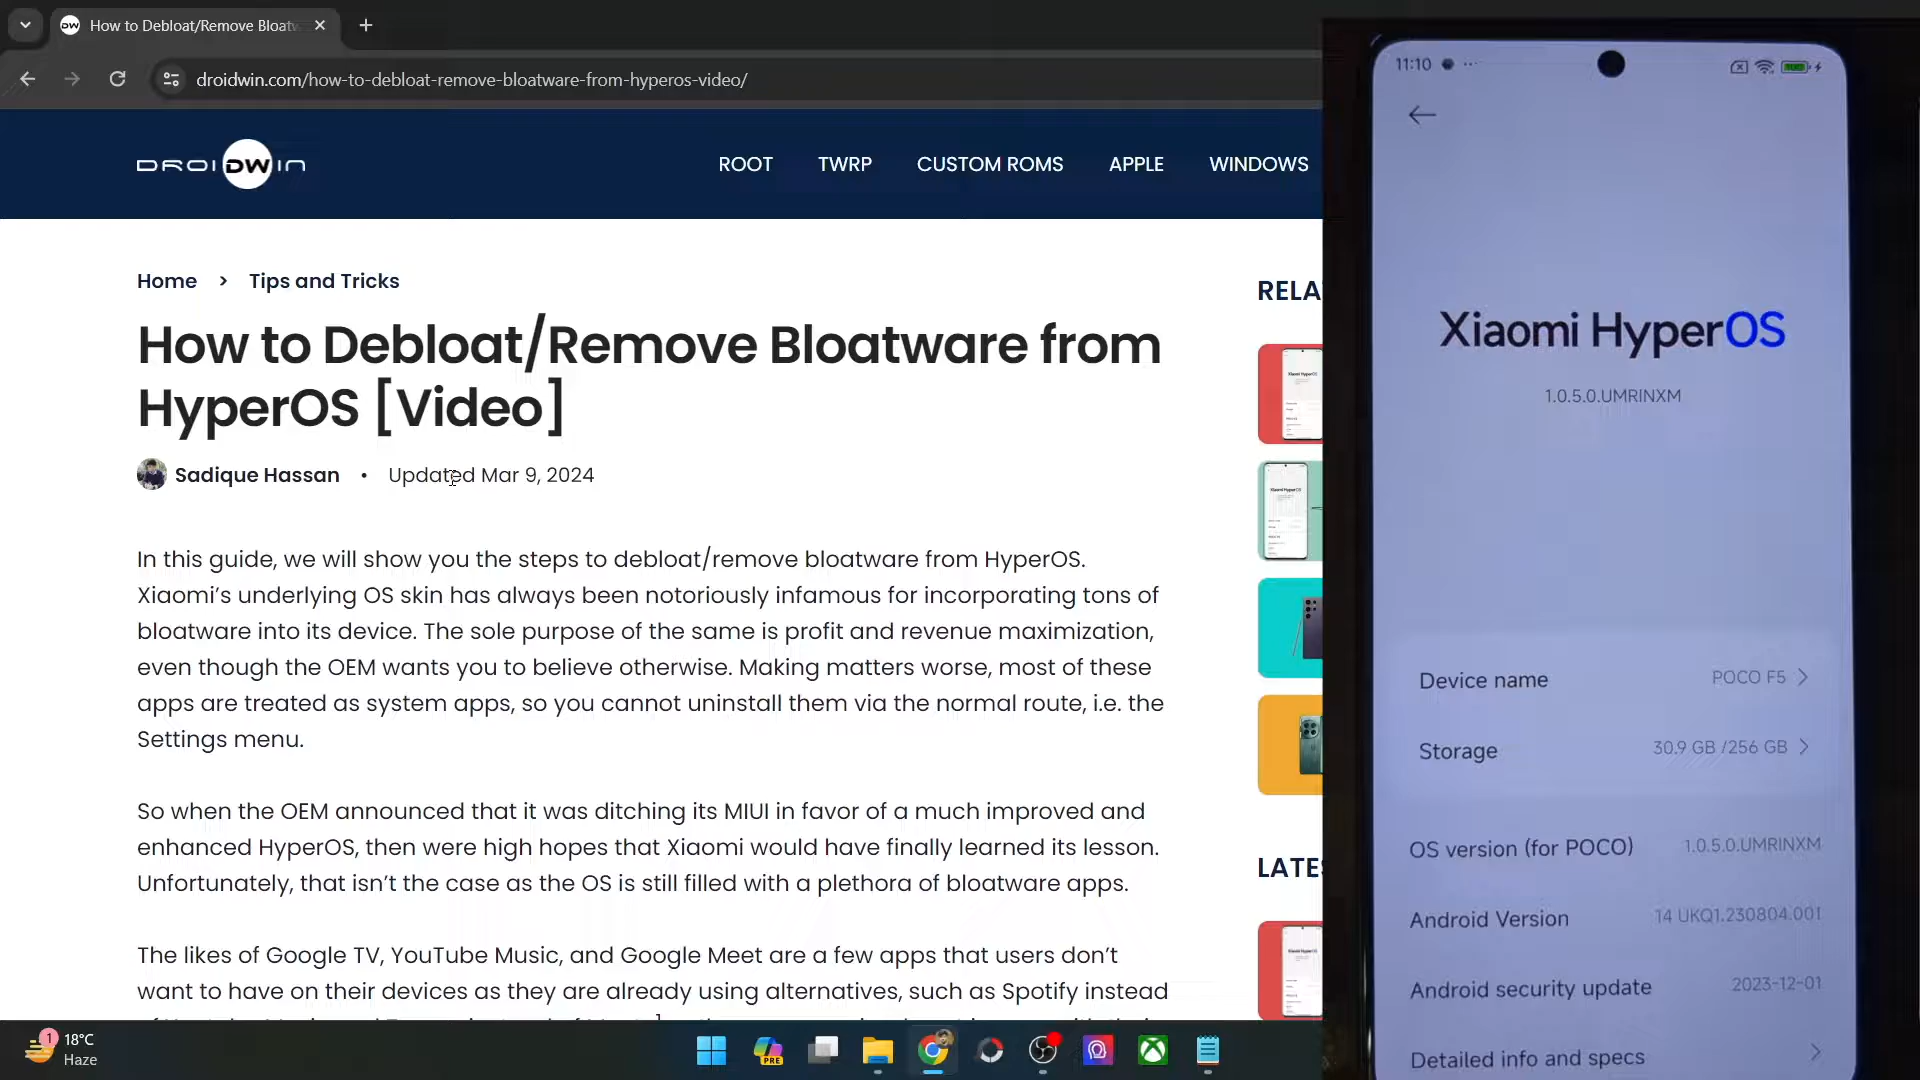 How to Debloat/Remove Bloatw
droidwin.com/how-to-debloat-remove-bloatware-from-hyperos-video/
DROIDWIN
ROOT
TWRP
CUSTOM ROMS
APPLE
WINDOWS
Home > Tips and Tricks
How to Debloat/Remove Bloatware from
HyperOS [Video]
Sadique Hassan • Updated Mar 9, 2024
In this guide, we will show you the steps to debloat/remove bloatware from HyperOS.
Xiaomi’s underlying OS skin has always been notoriously infamous for incorporating tons of
bloatware into its device. The sole purpose of the same is profit and revenue maximization,
even though the OEM wants you to believe otherwise. Making matters worse, most of these
apps are treated as system apps, so you cannot uninstall them via the normal route, i.e. the
Settings menu.
So when the OEM announced that it was ditching its MIUI in favor of a much improved and
enhanced HyperOS, then were high hopes that Xiaomi would have finally learned its lesson.
Unfortunately, that isn’t the case as the OS is still filled with a plethora of bloatware apps.
The likes of Google TV, YouTube Music, and Google Meet are a few apps that users don’t
want to have on their devices as they are already using alternatives, such as Spotify instead
RELA
LATES
11:10
Xiaomi HyperOS
1.0.5.0.UMRINXM
Device name POCO F5
Storage 30.9 GB /256 GB
OS version (for POCO) 1.0.5.0.UMRINXM
Android Version 14 UKQ1.230804.001
Android security update 2023-12-01
Detailed info and specs
1
18°C
Haze
PRE